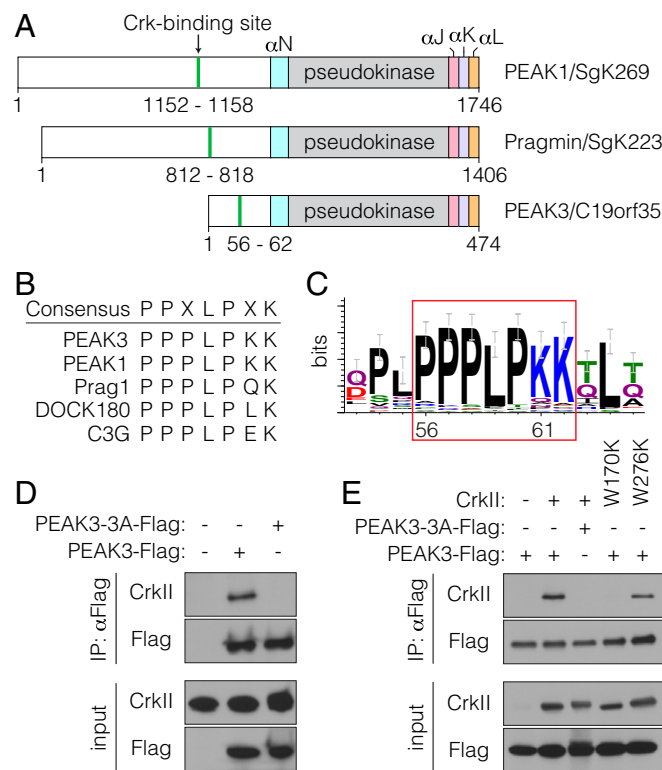 A
Crk-binding site
αN
αJ
αK
αL
pseudokinase
PEAK1/SgK269
1
1152 - 1158
1746
pseudokinase
Pragmin/SgK223
1
812 - 818
1406
pseudokinase
PEAK3/C19orf35
1
56 - 62
474
B
Consensus P P X L P X K
PEAK3 P P P L P K K
PEAK1 P P P L P K K
Prag1 P P P L P Q K
DOCK180 P P P L P L K
C3G P P P L P E K
C
bits
Q P L P P P L P K K T L T
56
61
D
PEAK3-3A-Flag: - - +
PEAK3-Flag: - + -
IP: αFlag
CrkII
Flag
input
CrkII
Flag
E
W170K
W276K
CrkII: - + +
PEAK3-3A-Flag: - - + - -
PEAK3-Flag: + + - + +
IP: αFlag
CrkII
Flag
input
CrkII
Flag